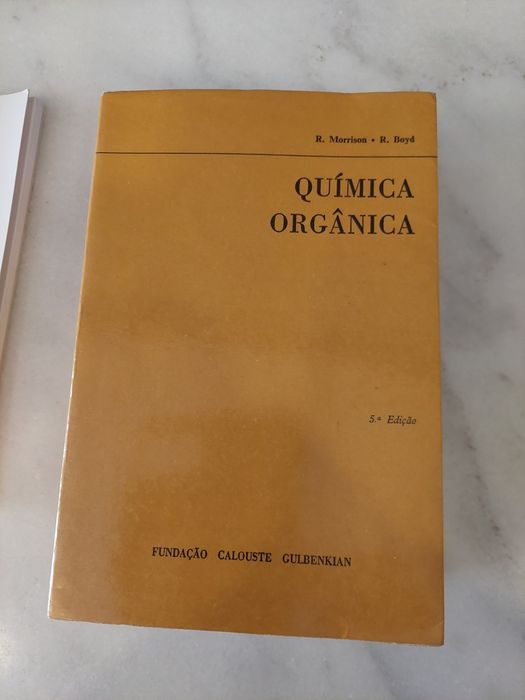 R. Morrison • R. Boyd
QUÍMICA
ORGÂNICA
5.ª Edição
FUNDAÇÃO CALOUSTE GULBENKIAN